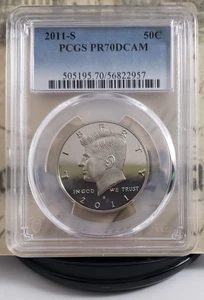 2011-S 50C
PCGS PR70DCAM
505195.70/56822957
LIBERTY
IN GOD WE TRUST
S
2011